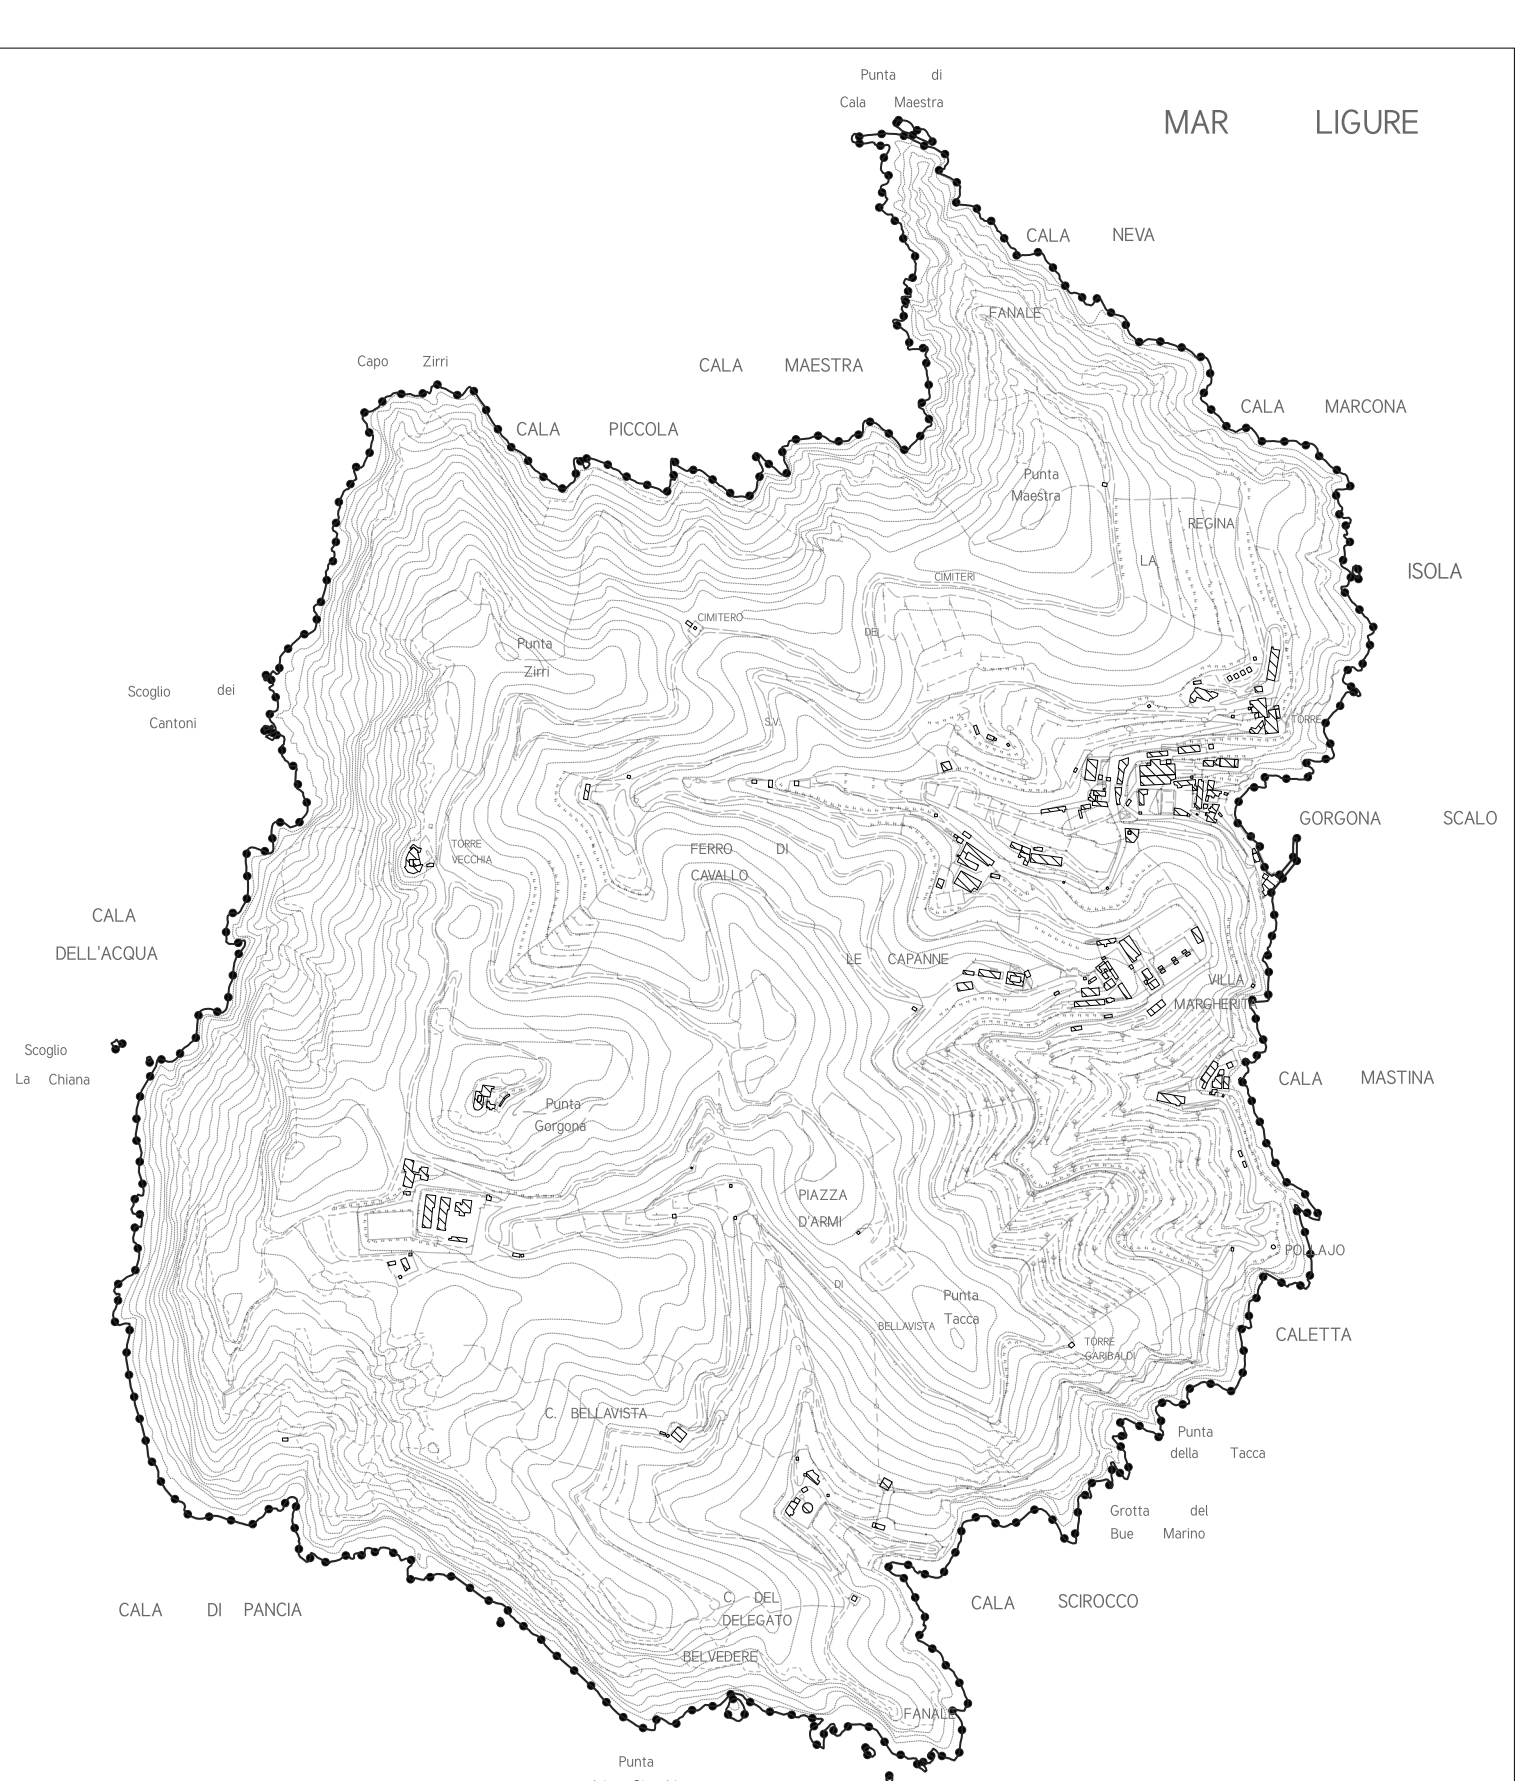 Punta di
Cala Maestra
MAR LIGURE
CALA NEVA
FANALE
Capo Zirri
CALA MAESTRA
CALA MARCONA
CALA PICCOLA
Punta
Maestra
REGINA
LA
ISOLA
CIMITERI
CIMITERO
DEI
Punta
Zirri
Scoglio dei
Cantoni
S.V.
TORRE
GORGONA SCALO
TORRE
VECCHIA
FERRO DI
CAVALLO
CALA
DELL'ACQUA
LE CAPANNE
VILLA
MARGHERITA
Scoglio
La Chiana
CALA MASTINA
Punta
Gorgona
PIAZZA
D'ARMI
POLLAJO
DI
BELLAVISTA
Punta
Tacca
TORRE
GARIBALDI
CALETTA
C. BELLAVISTA
Punta
della Tacca
Grotta del
Bue Marino
C. DEL
DELEGATO
CALA SCIROCCO
CALA DI PANCIA
BELVEDERE
FANALE
Punta